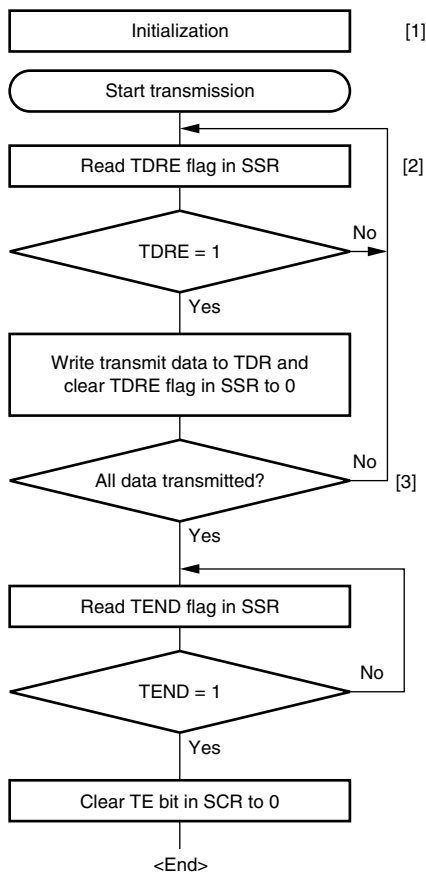 Initialization [1]
Start transmission
Read TDRE flag in SSR [2]
TDRE = 1 No
Yes
Write transmit data to TDR and
clear TDRE flag in SSR to 0
All data transmitted? No [3]
Yes
Read TEND flag in SSR
TEND = 1 No
Yes
Clear TE bit in SCR to 0
<End>